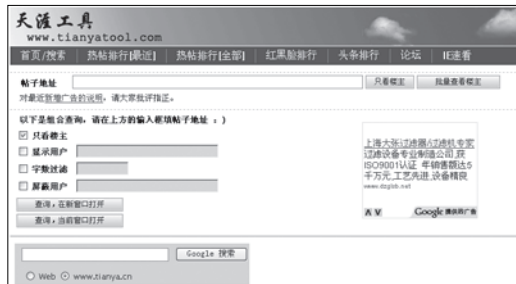 天涯工具
www.tianyatool.com
首页/搜索 热帖排行[最近] 热帖排行[全部] 红黑脸排行 头条排行 论坛 IE速看
帖子地址 只看楼主 批量查看楼主
对最近新增广告的说明，请大家批评指正。
以下是组合查询，请在上方的输入框填帖子地址 ：)
只看楼主
显示用户
字数过滤
屏蔽用户
查询，在新窗口打开
查询，当前窗口打开
上海大张过滤器/过滤机专家
过滤设备专业制造公司,获
ISO9001认证 年销售额达5
千万元,工艺先进,设备精良
www.dzglbb.net
Google 提供的广告
Google 搜索
Web www.tianya.cn